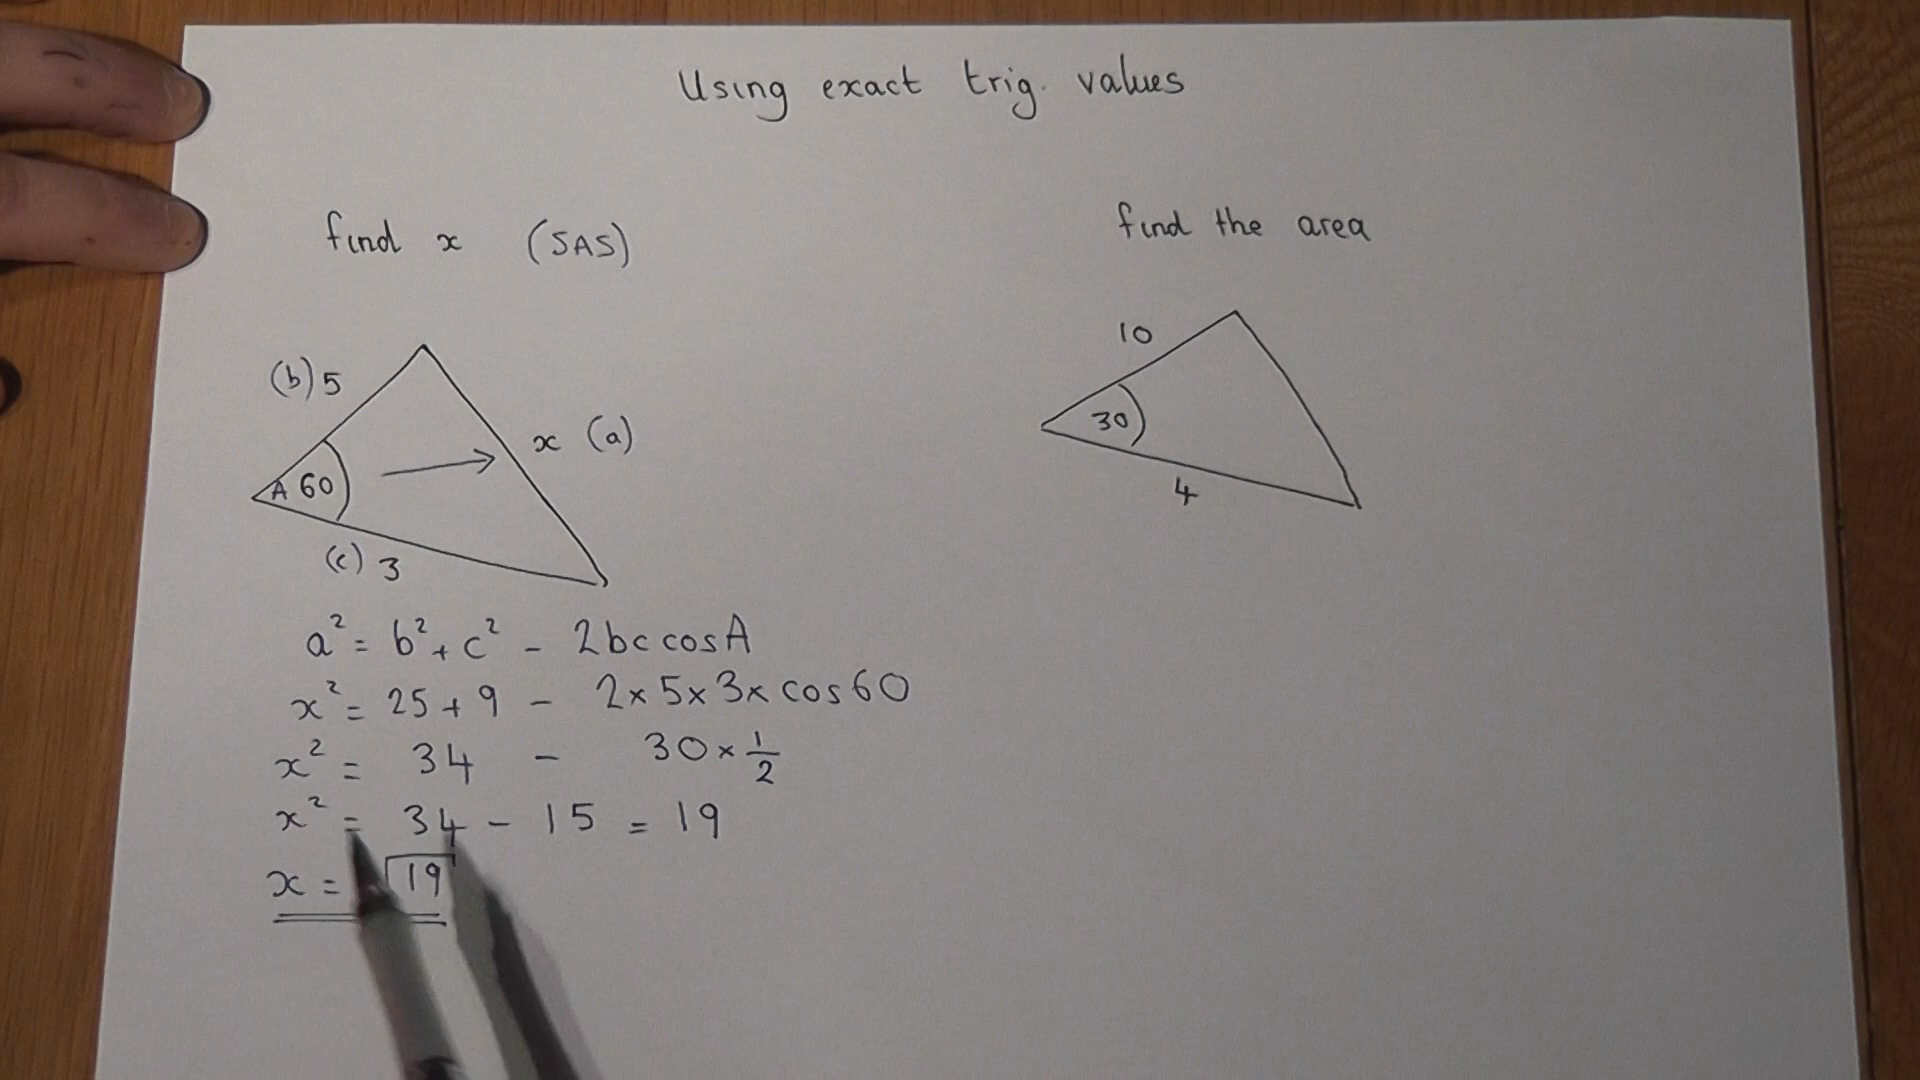 Using exact trig. values
find x (SAS)
(b) 5
x (a)
A 60
(c) 3
a² = b² + c² - 2bc cosA
x² = 25 + 9 - 2 × 5 × 3 × cos 60
x² = 34 - 30 × 1/2
x² = 34 - 15 = 19
x = √19
find the area
10
30
4